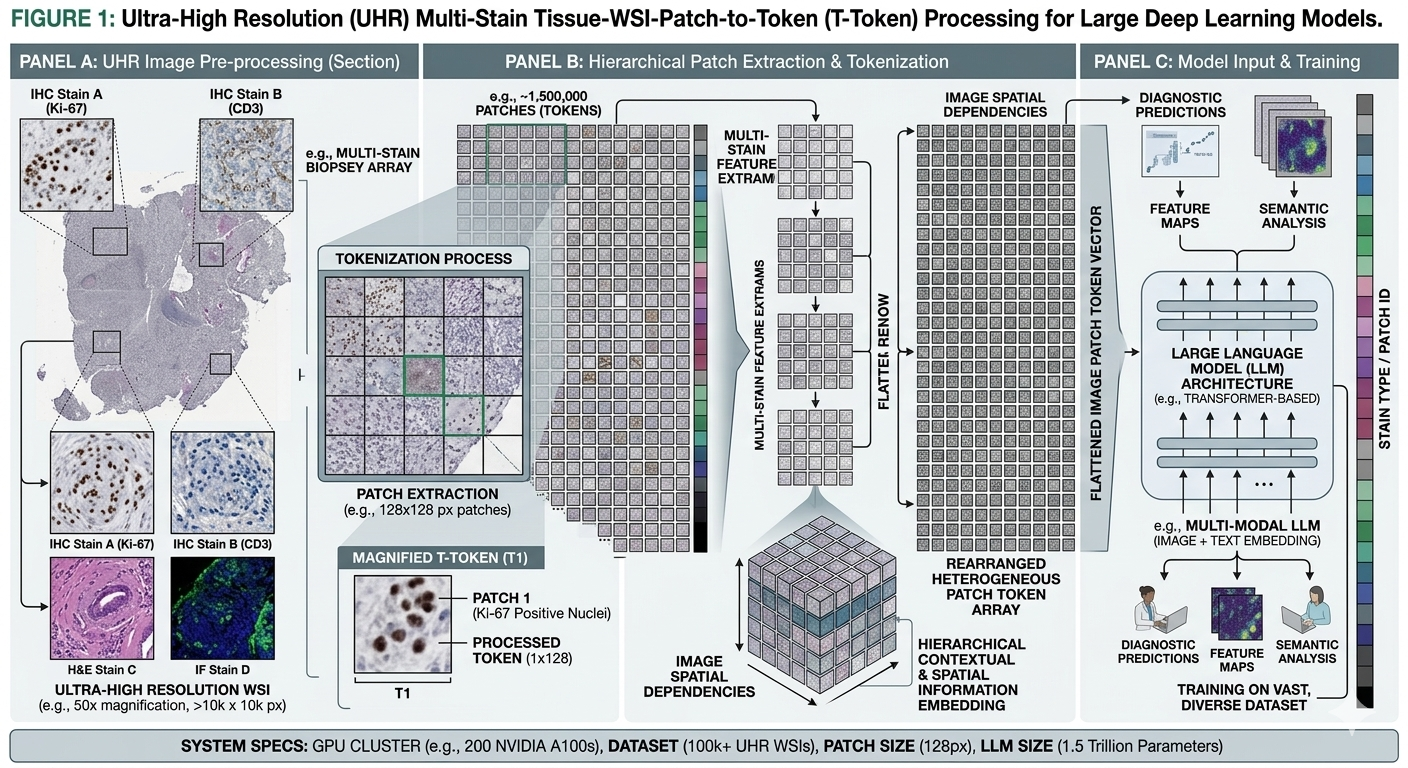 FIGURE 1: Ultra-High Resolution (UHR) Multi-Stain Tissue-WSI-Patch-to-Token (T-Token) Processing for Large Deep Learning Models.
PANEL A: UHR Image Pre-processing (Section)
IHC Stain A
(Ki-67)
IHC Stain B
(CD3)
e.g., MULTI-STAIN
BIOPSEY ARRAY
IHC Stain A (Ki-67)
IHC Stain B (CD3)
H&E Stain C
IF Stain D
ULTRA-HIGH RESOLUTION WSI
(e.g., 50x magnification, >10k x 10k px)
PANEL B: Hierarchical Patch Extraction & Tokenization
e.g., ~1,500,000
PATCHES (TOKENS)
TOKENIZATION PROCESS
PATCH EXTRACTION
(e.g., 128x128 px patches)
MAGNIFIED T-TOKEN (T1)
PATCH 1
(Ki-67 Positive Nuclei)
PROCESSED
TOKEN (1x128)
T1
MULTI-
STAIN
FEATURE
EXTRAM
MULTI-STAIN FEATURE EXTRAMS
FLATTER RENOW
IMAGE SPATIAL
DEPENDENCIES
IMAGE
SPATIAL
DEPENDENCIES
REARRANGED
HETEROGENEOUS
PATCH TOKEN
ARRAY
HIERARCHICAL
CONTEXTUAL
& SPATIAL
INFORMATION
EMBEDDING
PANEL C: Model Input & Training
FLATTENED IMAGE PATCH TOKEN VECTOR
DIAGNOSTIC
PREDICTIONS
FEATURE
MAPS
SEMANTIC
ANALYSIS
LARGE LANGUAGE
MODEL (LLM)
ARCHITECTURE
(e.g., TRANSFORMER-BASED)
...
e.g., MULTI-MODAL LLM
(IMAGE + TEXT EMBEDDING)
DIAGNOSTIC
PREDICTIONS
FEATURE
MAPS
SEMANTIC
ANALYSIS
TRAINING ON VAST,
DIVERSE DATASET
STAIN TYPE / PATCH ID
SYSTEM SPECS: GPU CLUSTER (e.g., 200 NVIDIA A100s), DATASET (100k+ UHR WSIs), PATCH SIZE (128px), LLM SIZE (1.5 Trillion Parameters)